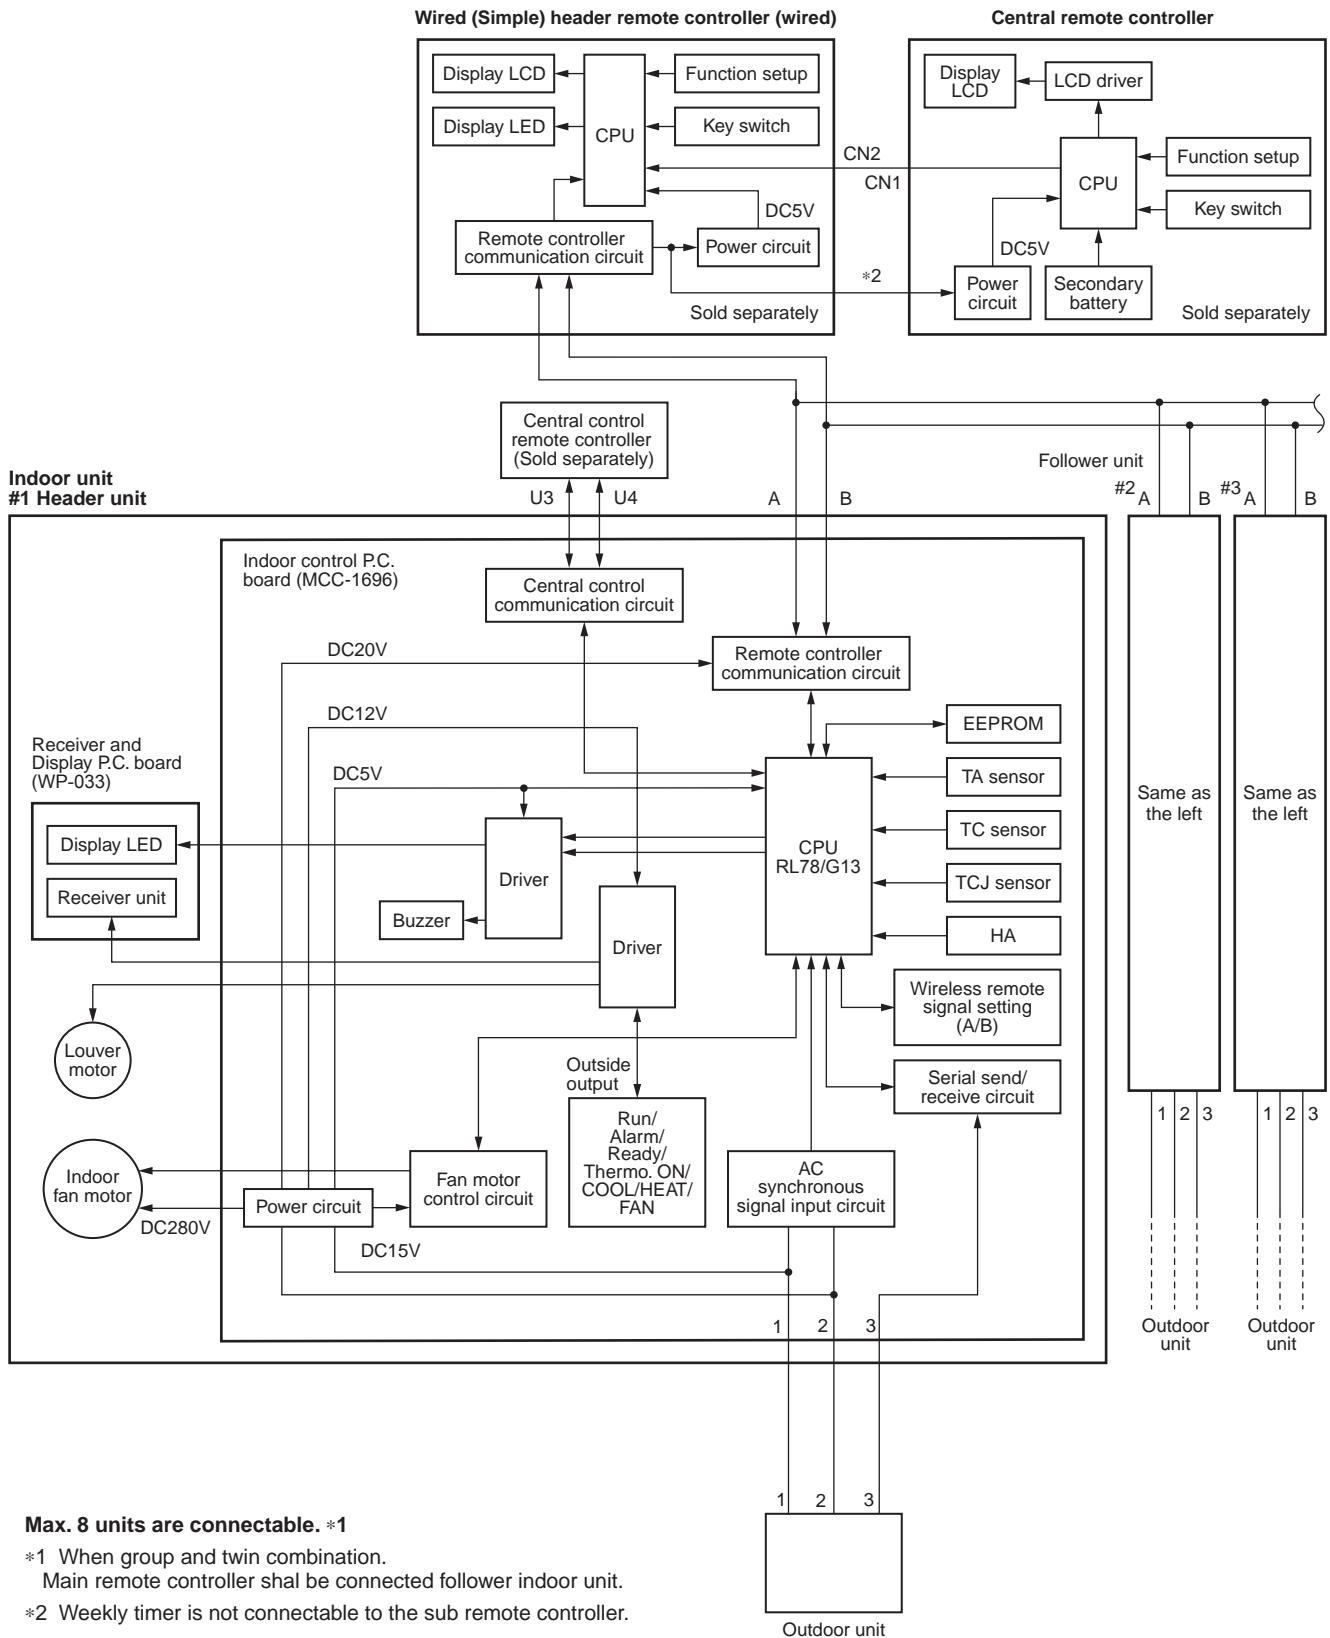 Wired (Simple) header remote controller (wired)
Central remote controller
Display LCD
Function setup
Display LED
CPU
Key switch
DC5V
Remote controller
communication circuit
Power circuit
Sold separately
CN2
CN1
∗2
Display
LCD
LCD driver
CPU
Function setup
Key switch
DC5V
Power
circuit
Secondary
battery
Sold separately
Central control
remote controller
(Sold separately)
U3
U4
A
B
Follower unit
#2
A
B
#3
A
B
Indoor unit
#1 Header unit
Indoor control P.C.
board (MCC-1696)
Central control
communication circuit
DC20V
Remote controller
communication circuit
DC12V
EEPROM
Receiver and
Display P.C. board
(WP-033)
DC5V
TA sensor
Display LED
TC sensor
CPU
RL78/G13
Driver
Receiver unit
TCJ sensor
Buzzer
HA
Driver
Wireless remote
signal setting
(A/B)
Louver
motor
Outside
output
Serial send/
receive circuit
Run/
Alarm/
Ready/
Thermo. ON/
COOL/HEAT/
FAN
Indoor
fan motor
DC280V
Power circuit
Fan motor
control circuit
DC15V
AC
synchronous
signal input circuit
1
2
3
Same as
the left
Same as
the left
1
2
3
1
2
3
Outdoor
unit
Outdoor
unit
1
2
3
Outdoor unit
Max. 8 units are connectable. ∗1
∗1 When group and twin combination.
Main remote controller shal be connected follower indoor unit.
∗2 Weekly timer is not connectable to the sub remote controller.